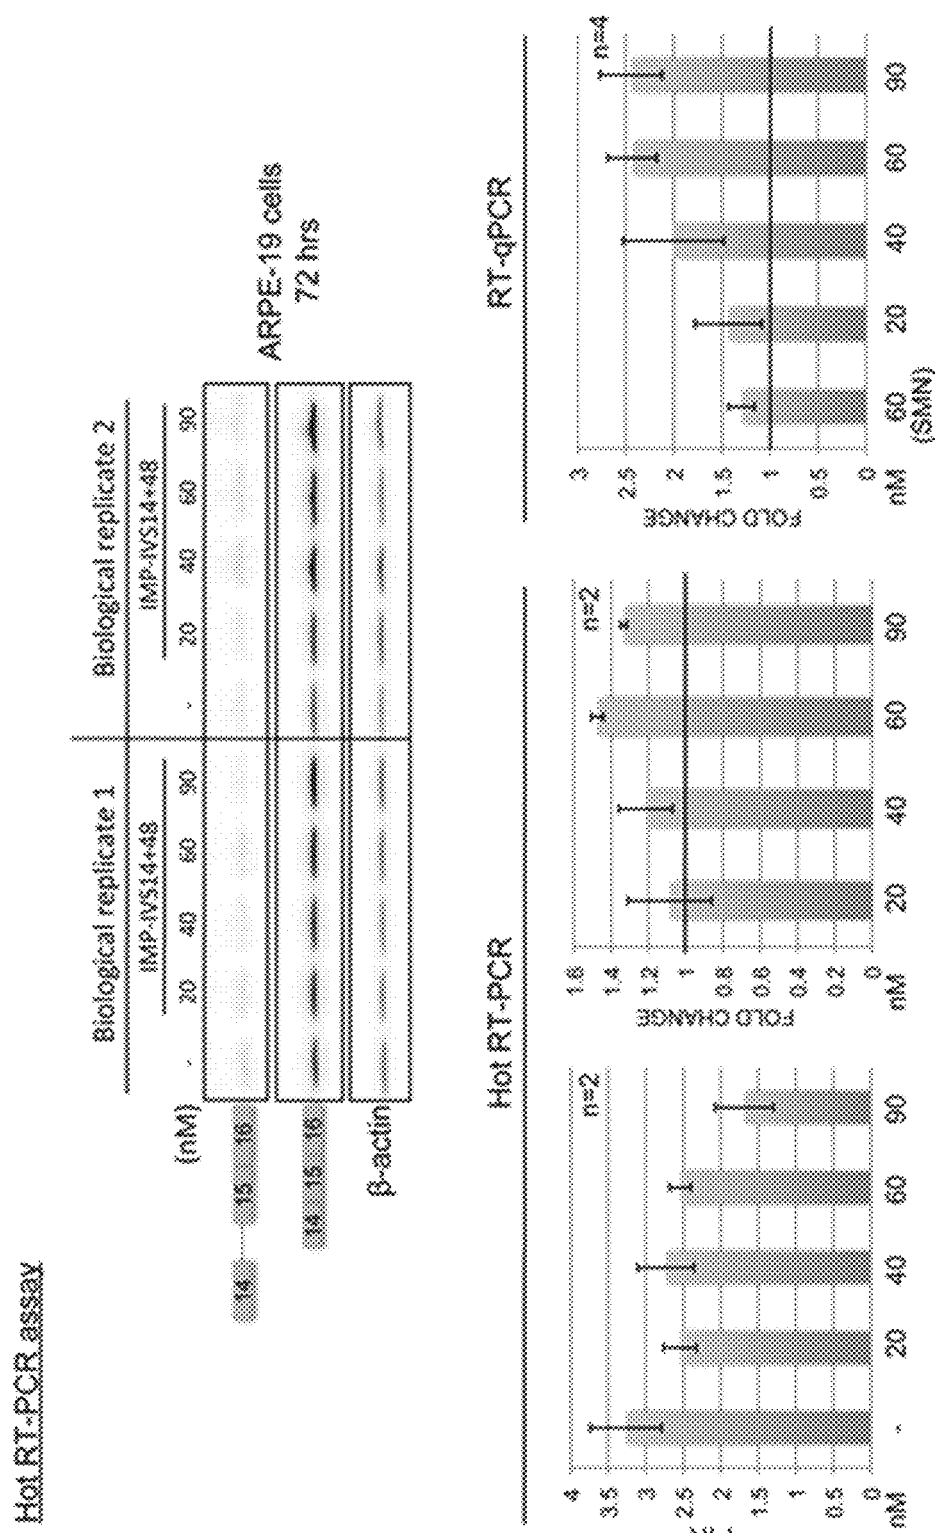 Hot RT-PCR assay
Biological replicate 1
Biological replicate 2
IMP-IVS14+48
IMP-IVS14+48
(nM) - 20 40 60 90 - 20 40 60 90
14 15 16
14 15 16
β-actin
ARPE-19 cells
72 hrs
Hot RT-PCR
RT-qPCR
n=2
4
3.5
3
2.5
2
1.5
1
0.5
0
nM - 20 40 60 90
n=2
FOLD CHANGE
1.6
1.4
1.2
1
0.8
0.6
0.4
0.2
0
nM 20 40 60 90
n=4
FOLD CHANGE
3
2.5
2
1.5
1
0.5
0
nM 60 20 40 60 90
(SMN)